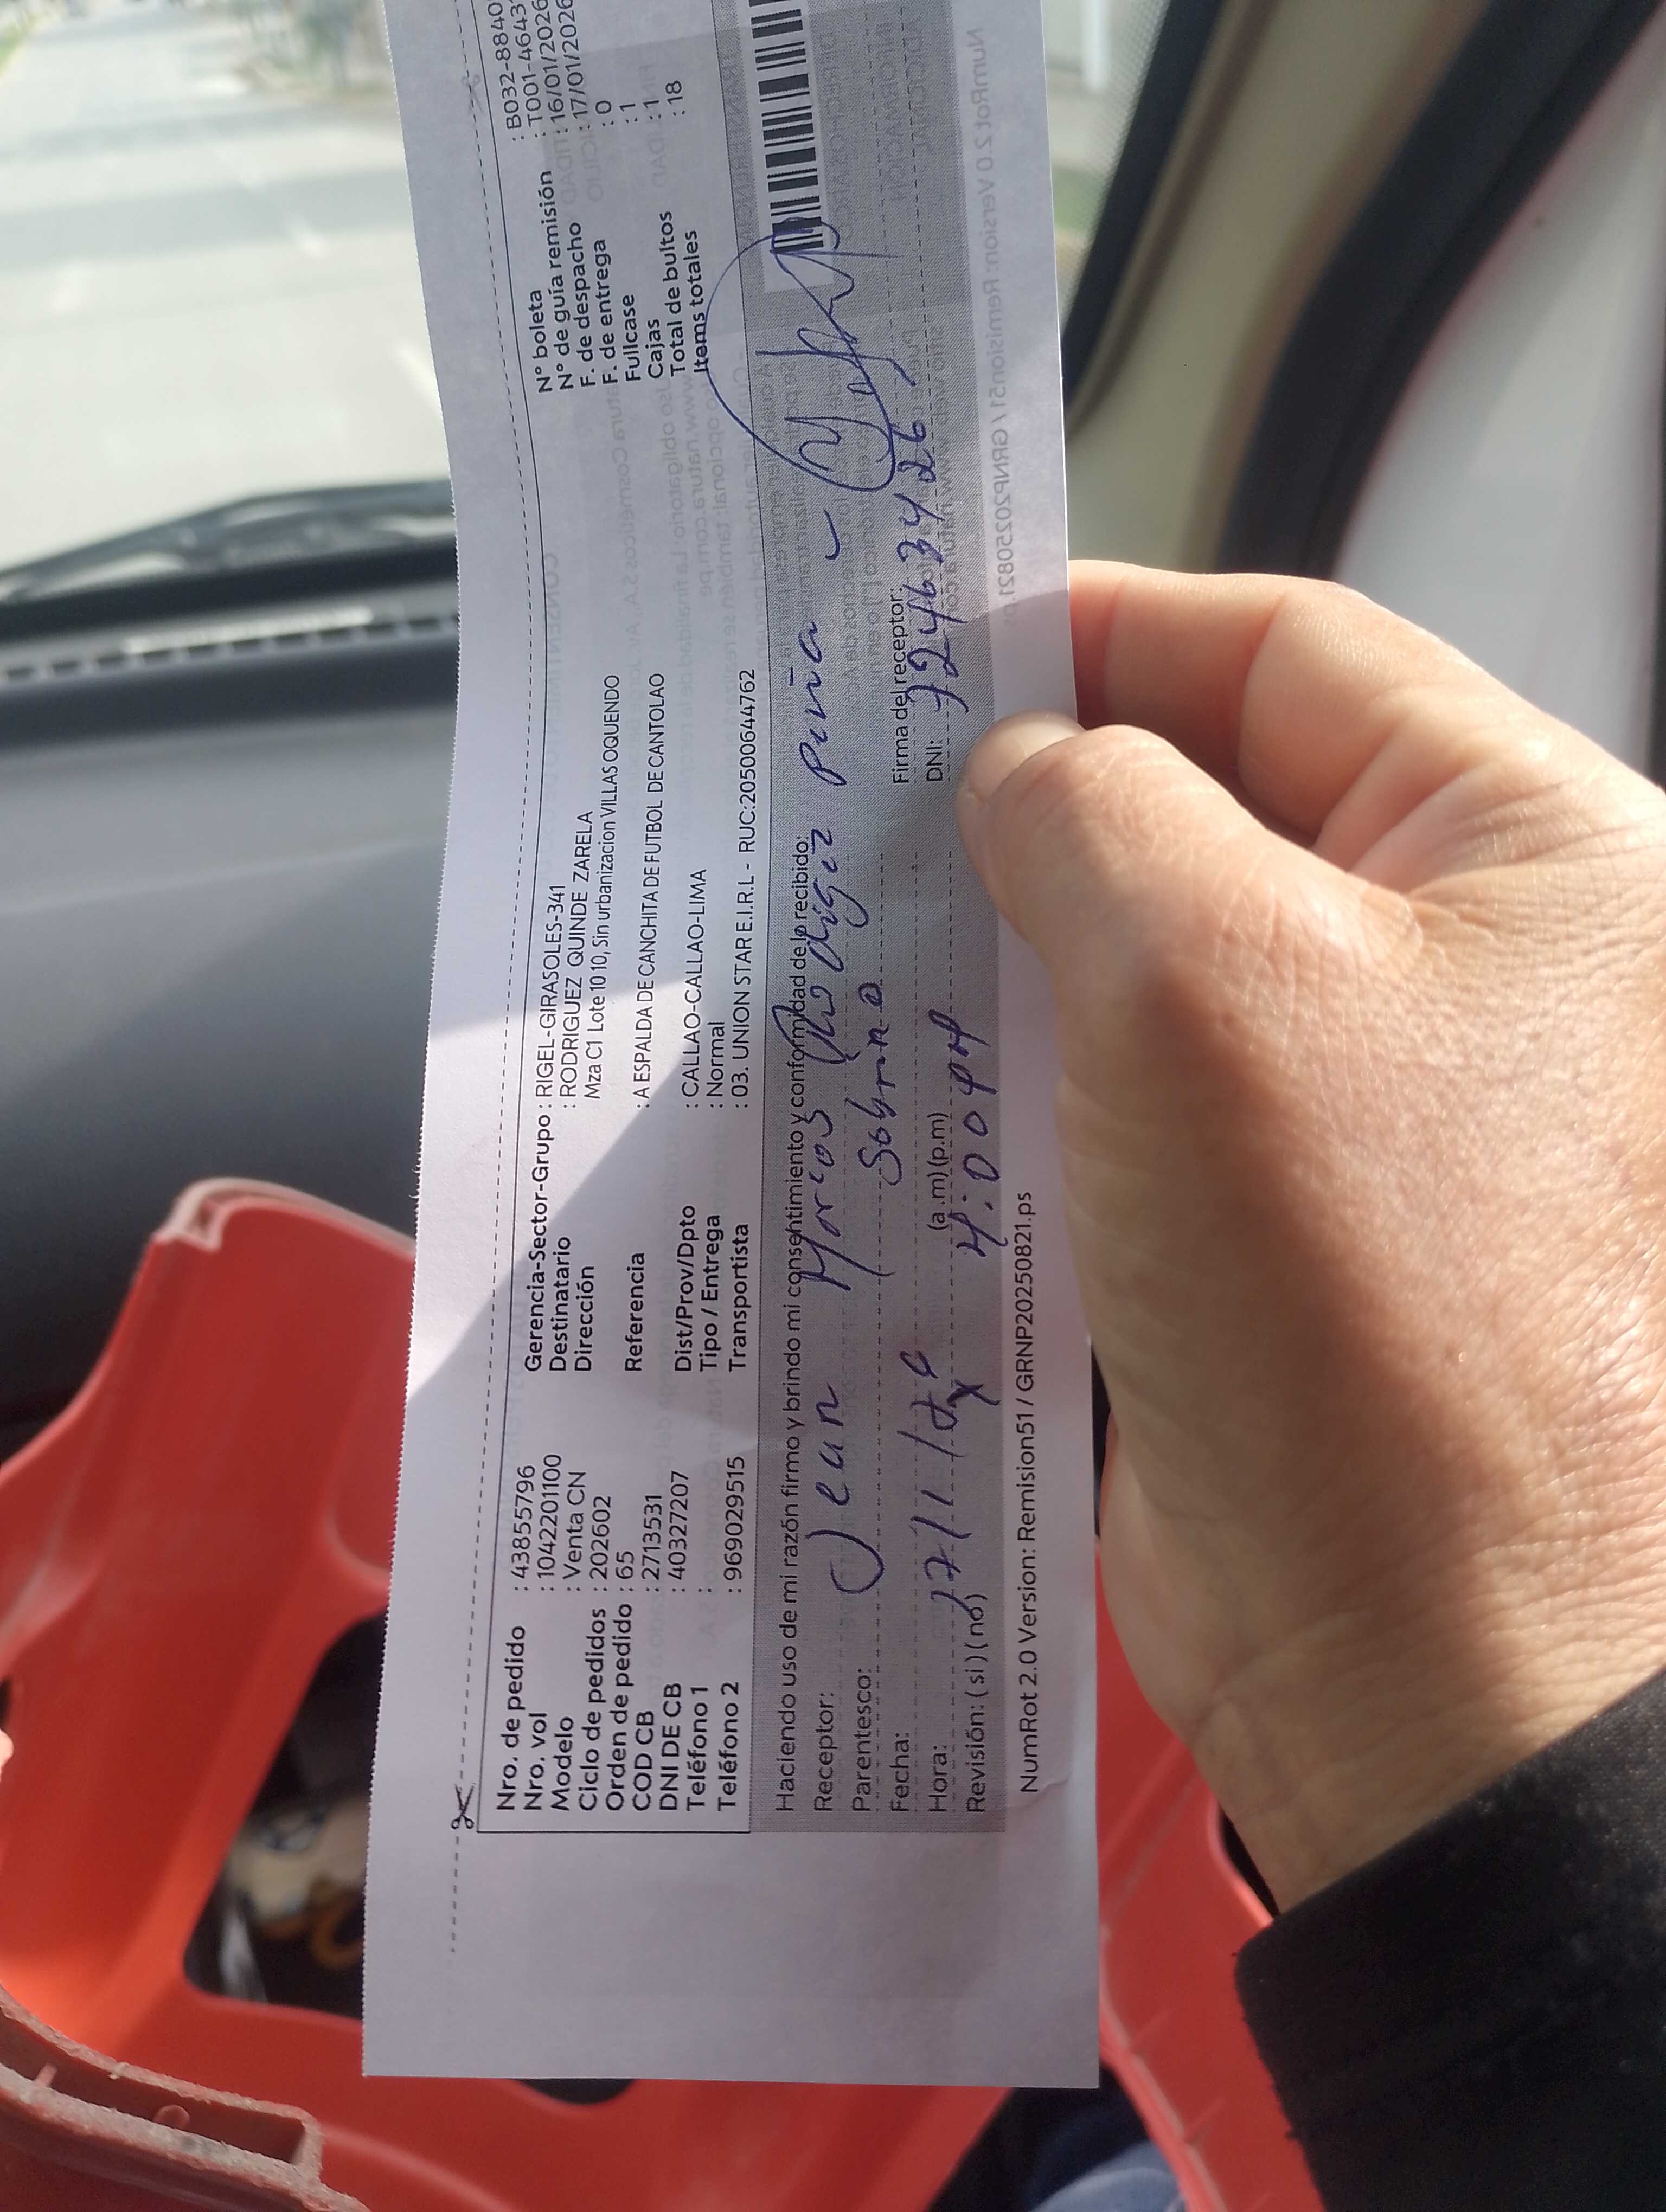 Nro. de pedido : 43855796
Nro. vol : 1042201100
Modelo : Venta CN
Ciclo de pedidos : 202602
Orden de pedido : 65
COD CB : 2713531
DNI DE CB : 40327207
Teléfono 1 :
Teléfono 2 : 969029515
Gerencia-Sector-Grupo : RIGEL-GIRASOLES-341
Destinatario : RODRIGUEZ QUINDE ZARELA
Dirección Mza C1 Lote 10 10, Sin urbanizacion VILLAS OQUENDO
Referencia : A ESPALDA DE CANCHITA DE FUTBOL DE CANTOLAO
Dist/Prov/Dpto : CALLAO-CALLAO-LIMA
Tipo / Entrega : Normal
Transportista : 03. UNION STAR E.I.R.L - RUC:20500644762
N° boleta : B032-8840
N° de guía remisión : T001-4643
F. de despacho : 16/01/2026
F. de entrega : 17/01/2026
Fullcase : 0
Cajas : 1
Total de bultos : 1
Items totales : 18
Haciendo uso de mi razón firmo y brindo mi consentimiento y conformidad de lo recibido:
Receptor: Jean Marcos piña
Parentesco: Sobrino
Fecha: 17/1/
Firma del receptor:
Hora: (a.m)(p.m) 4:00 pm
DNI: 72463426
Revisión: (si) (no) x
NumRot 2.0 Version: Remision51 / GRNP20250821.ps